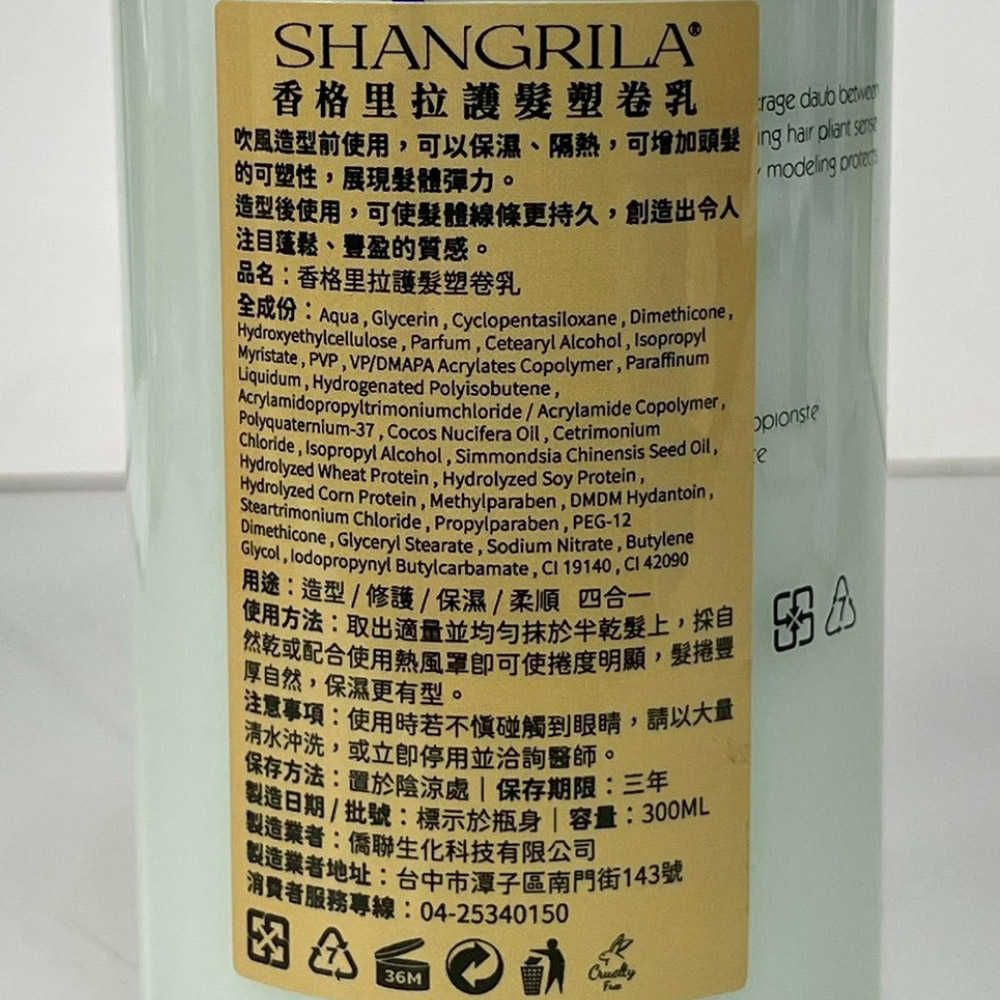 SHANGRILA®
香格里拉護髮塑卷乳
吹風造型前使用，可以保濕、隔熱，可增加頭髮
的可塑性，展現髮體彈力。
造型後使用，可使髮體線條更持久，創造出令人
注目蓬鬆、豐盈的質感。
品名：香格里拉護髮塑卷乳
全成份：Aqua , Glycerin , Cyclopentasiloxane , Dimethicone ,
Hydroxyethylcellulose , Parfum , Cetearyl Alcohol , Isopropyl
Myristate , PVP , VP/DMAPA Acrylates Copolymer , Paraffinum
Liquidum , Hydrogenated Polyisobutene ,
Acrylamidopropyltrimoniumchloride / Acrylamide Copolymer ,
Polyquaternium-37 , Cocos Nucifera Oil , Cetrimonium
Chloride , Isopropyl Alcohol , Simmondsia Chinensis Seed Oil ,
Hydrolyzed Wheat Protein , Hydrolyzed Soy Protein ,
Hydrolyzed Corn Protein , Methylparaben , DMDM Hydantoin ,
Steartrimonium Chloride , Propylparaben , PEG-12
Dimethicone , Glyceryl Stearate , Sodium Nitrate , Butylene
Glycol , Iodopropynyl Butylcarbamate , CI 19140 , CI 42090
用途：造型 / 修護 / 保濕 / 柔順 四合一
使用方法：取出適量並均勻抹於半乾髮上，採自
然乾或配合使用熱風罩即可使捲度明顯，髮捲豐
厚自然，保濕更有型。
注意事項：使用時若不慎碰觸到眼睛，請以大量
清水沖洗，或立即停用並洽詢醫師。
保存方法：置於陰涼處｜保存期限：三年
製造日期 / 批號：標示於瓶身｜容量：300ML
製造業者：僑聯生化科技有限公司
製造業者地址：台中市潭子區南門街143號
消費者服務專線：04-25340150
36M
Cruelty
Free
rage daub between
ing hair pliant sense
modeling protects
7